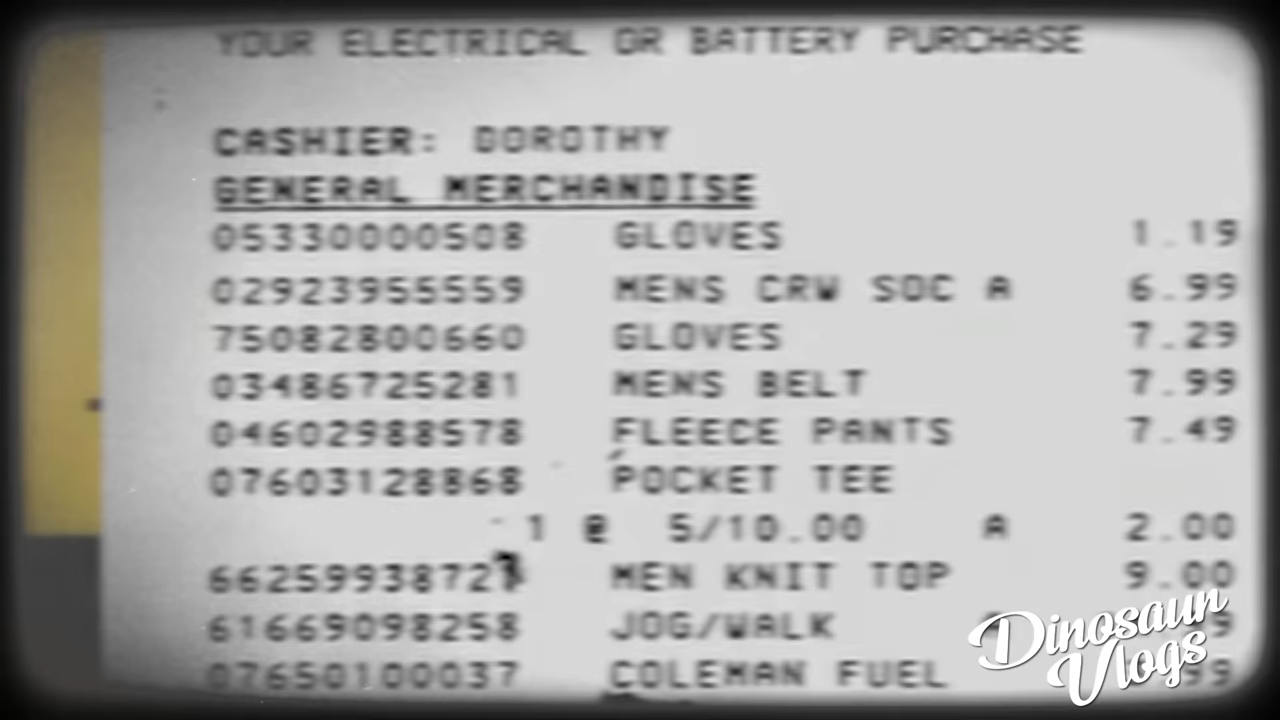 YOUR ELECTRICAL OR BATTERY PURCHASE
CASHIER: DOROTHY
GENERAL MERCHANDISE
05330000508 GLOVES 1.19
02923955559 MENS CRW SOC A 6.99
75082800660 GLOVES 7.29
03486725281 MENS BELT 7.99
04602988578 FLEECE PANTS 7.49
07603128868 POCKET TEE
1 @ 5/10.00 A 2.00
66259938727 MEN KNIT TOP 9.00
61669098258 JOG/WALK
07650100037 COLEMAN FUEL
Dinosaur
Vlogs